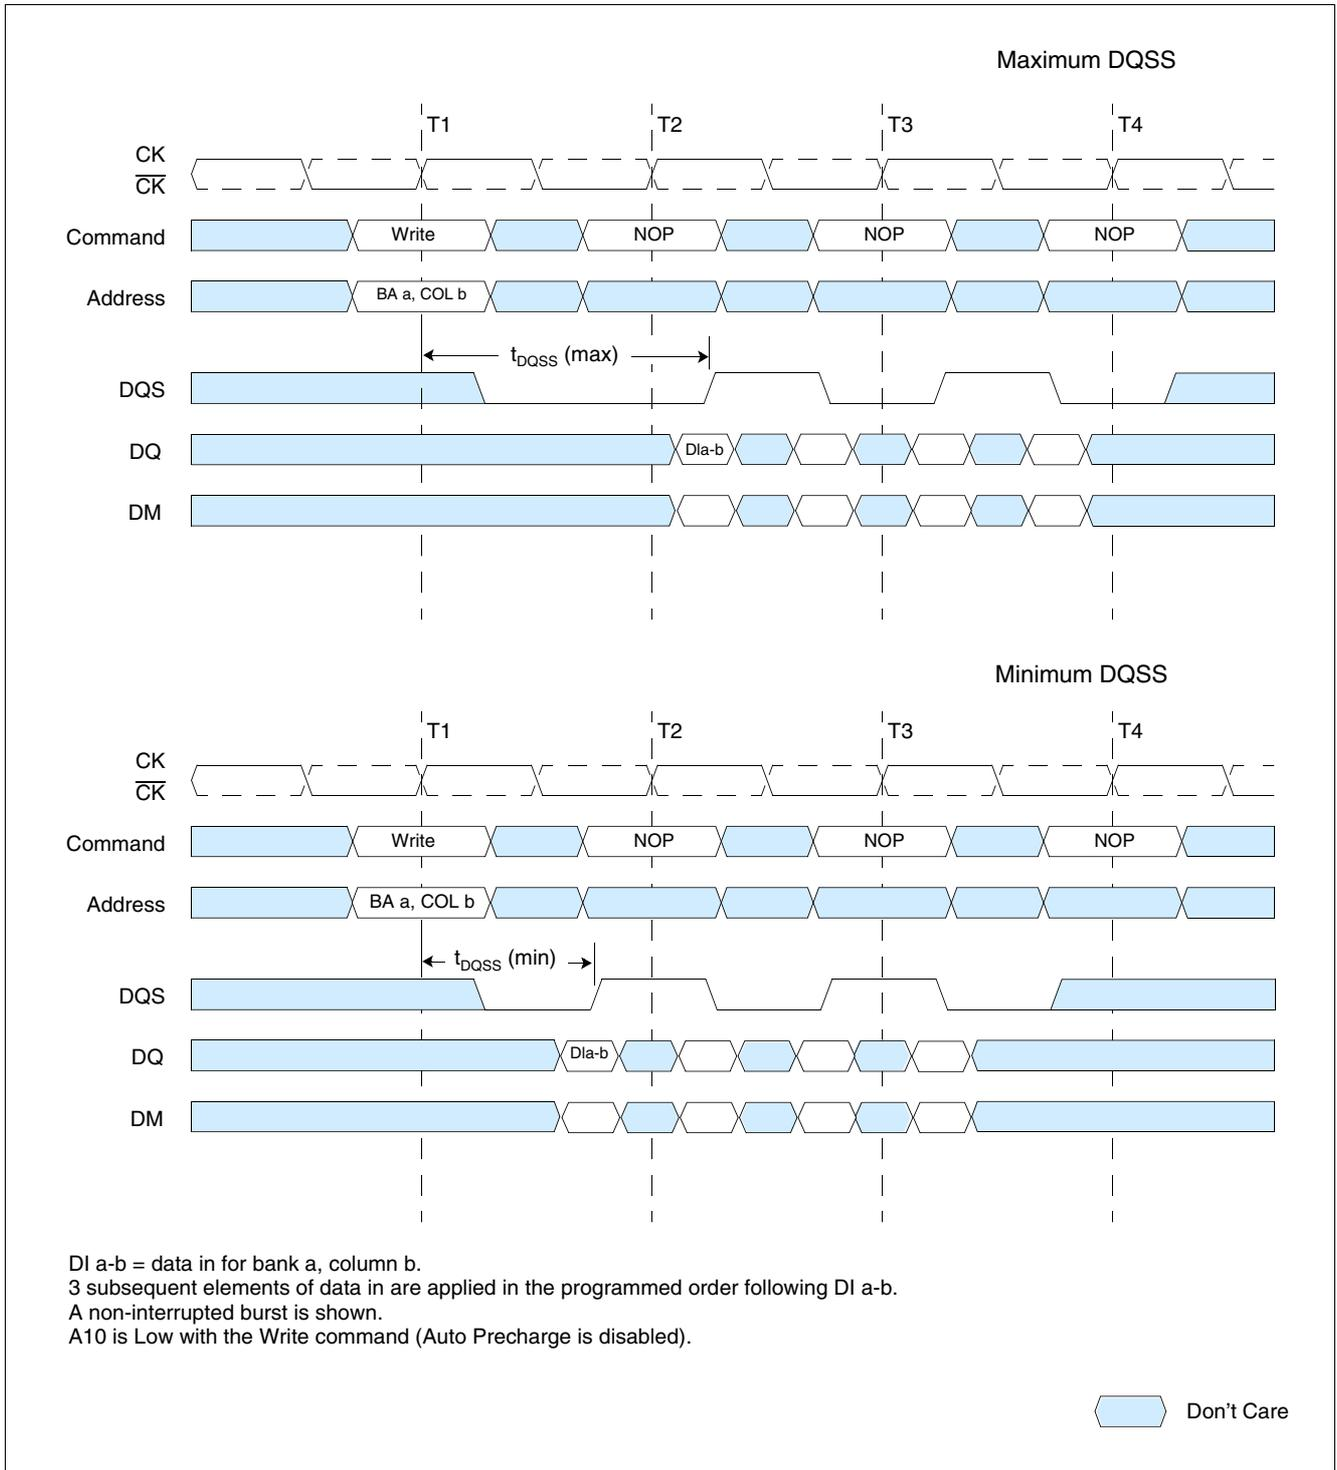 Maximum DQSS
T1 T2 T3 T4
CK
CK
Command Write NOP NOP NOP
Address BA a, COL b
tDQSS (max)
DQS
DQ DIa-b
DM
Minimum DQSS
T1 T2 T3 T4
CK
CK
Command Write NOP NOP NOP
Address BA a, COL b
tDQSS (min)
DQS
DQ DIa-b
DM
DI a-b = data in for bank a, column b.
3 subsequent elements of data in are applied in the programmed order following DI a-b.
A non-interrupted burst is shown.
A10 is Low with the Write command (Auto Precharge is disabled).
Don't Care